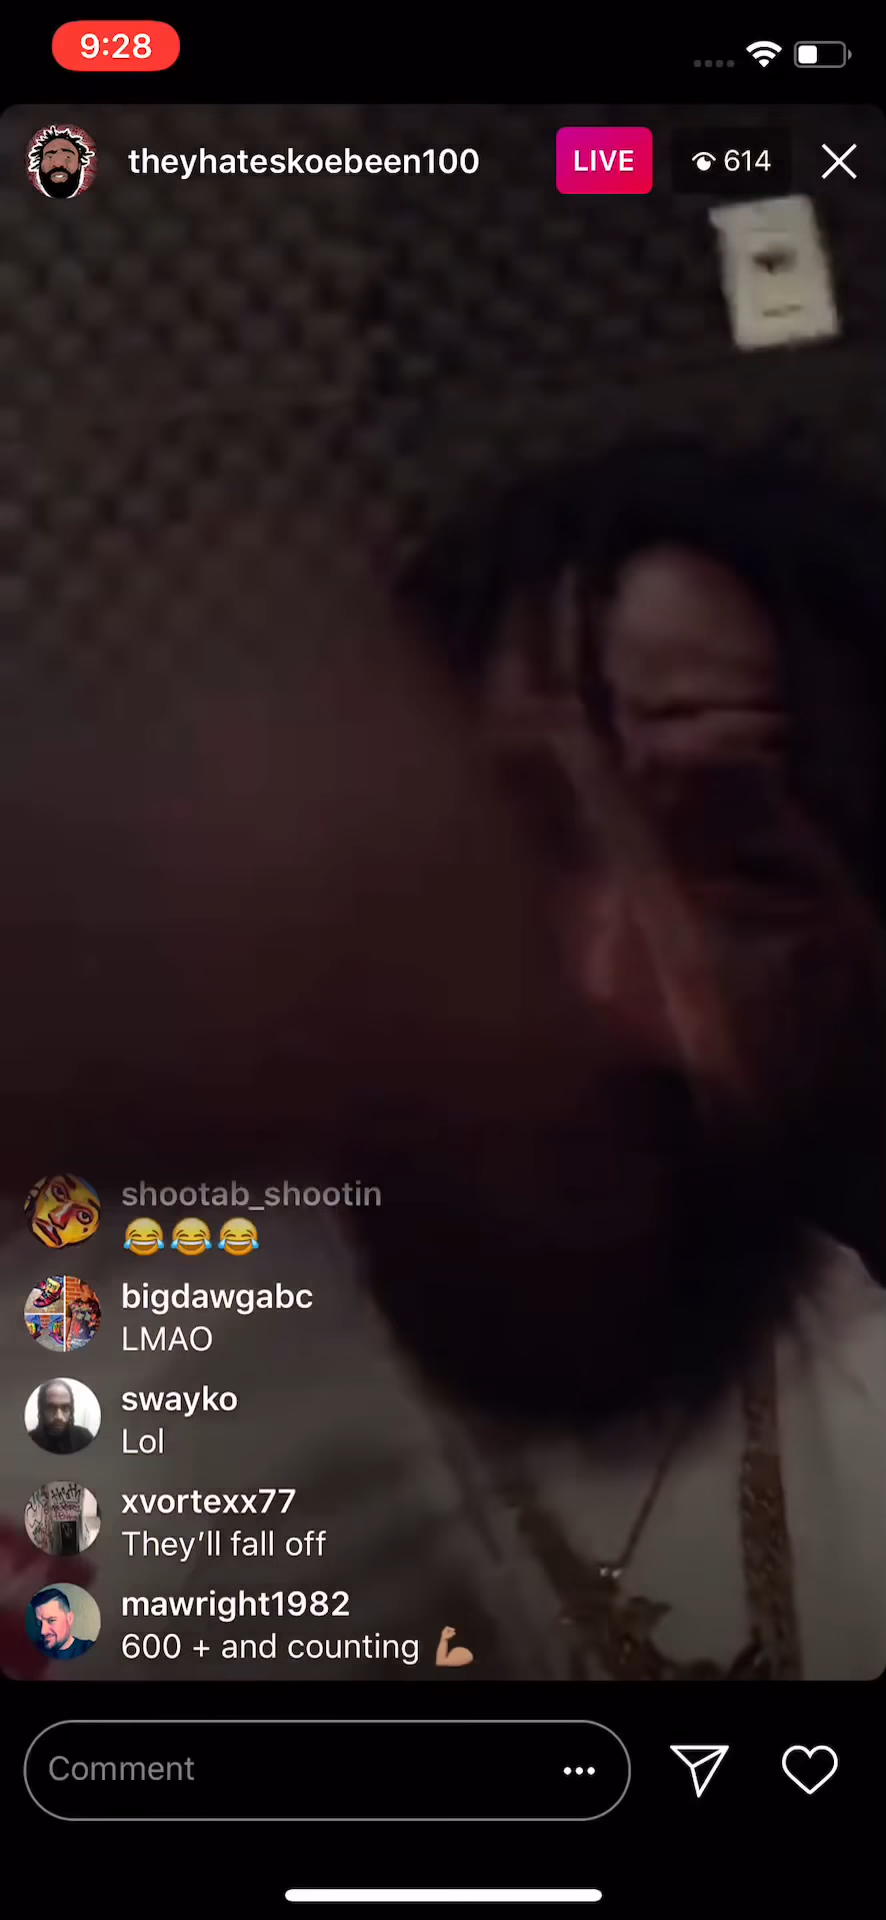 9:28
theyhateskoebeen100 LIVE 614
shootab_shootin
😂😂😂
bigdawgabc
LMAO
swayko
Lol
xvortexx77
They'll fall off
mawright1982
600 + and counting 💪🏼
Comment